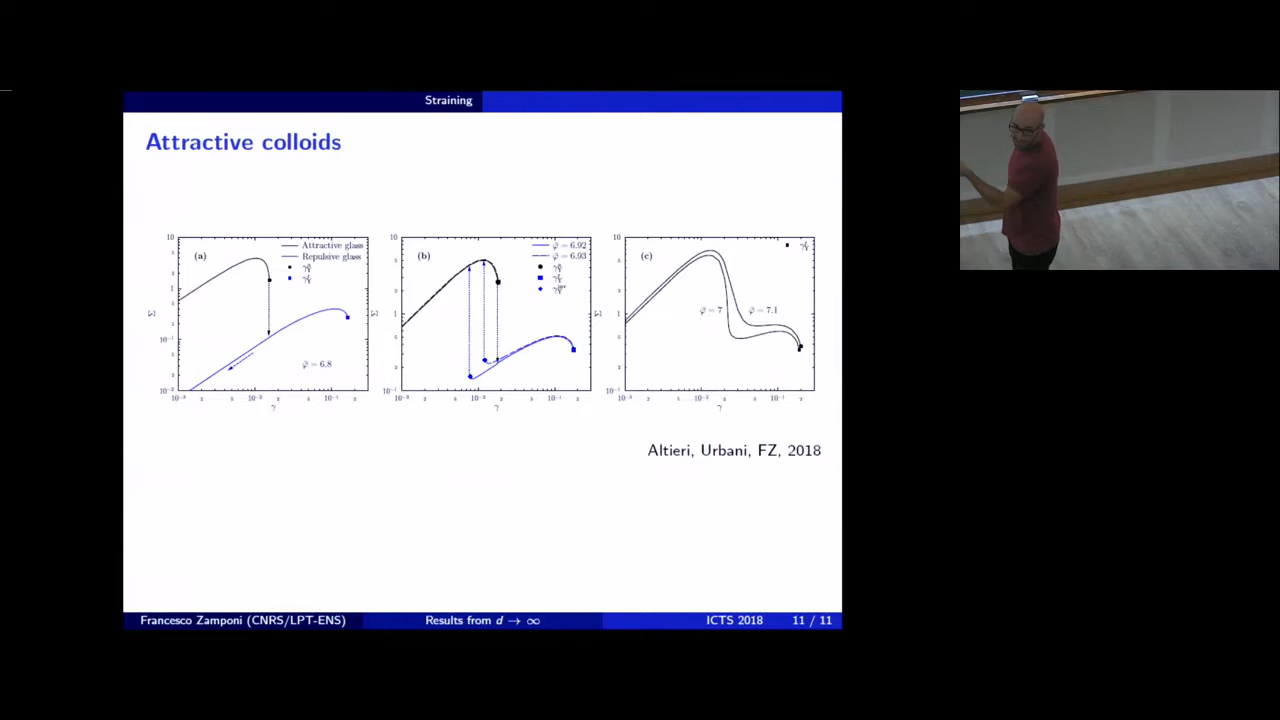 Straining
Attractive colloids
(a)
Attractive glass
Repulsive glass
φ̂ = 6.8
Σ
γ
(b)
φ̂ = 6.92
φ̂ = 6.93
Σ
γ
(c)
φ̂ = 7
φ̂ = 7.1
Σ
γ
Altieri, Urbani, FZ, 2018
Francesco Zamponi (CNRS/LPT-ENS)
Results from d → ∞
ICTS 2018
11 / 11